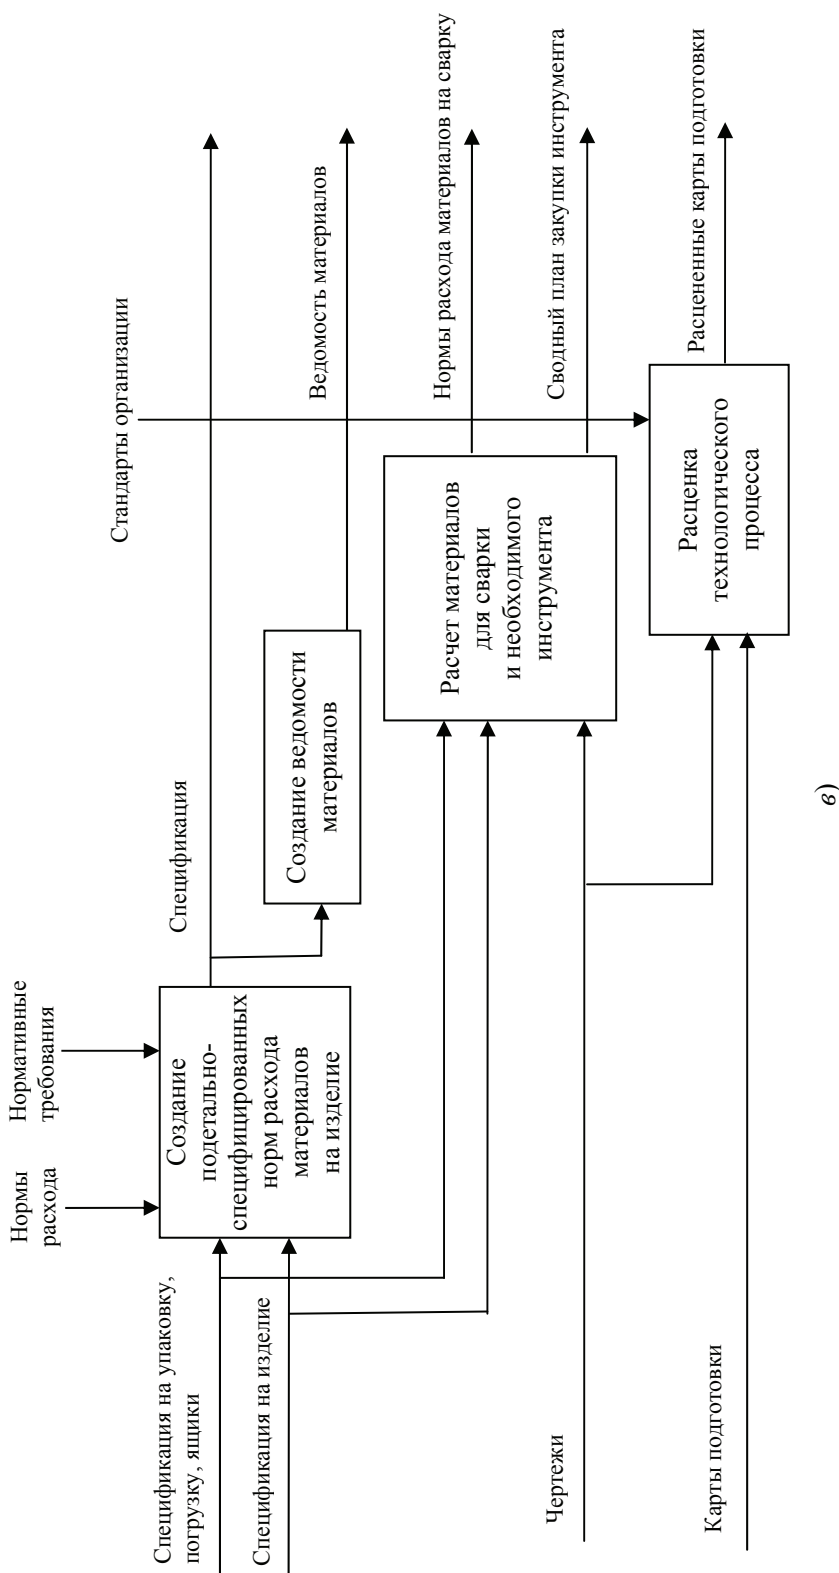 Нормы
расхода
Нормативные
требования
Стандарты организации
Спецификация на упаковку,
погрузку, ящики
Спецификация на изделие
Чертежи
Карты подготовки
Создание
подетально-
специфицированных
норм расхода
материалов
на изделие
Спецификация
Создание ведомости
материалов
Ведомость материалов
Расчет материалов
для сварки
и необходимого
инструмента
Нормы расхода материалов на сварку
Сводный план закупки инструмента
Расценка
технологического
процесса
Расцененные карты подготовки
в)